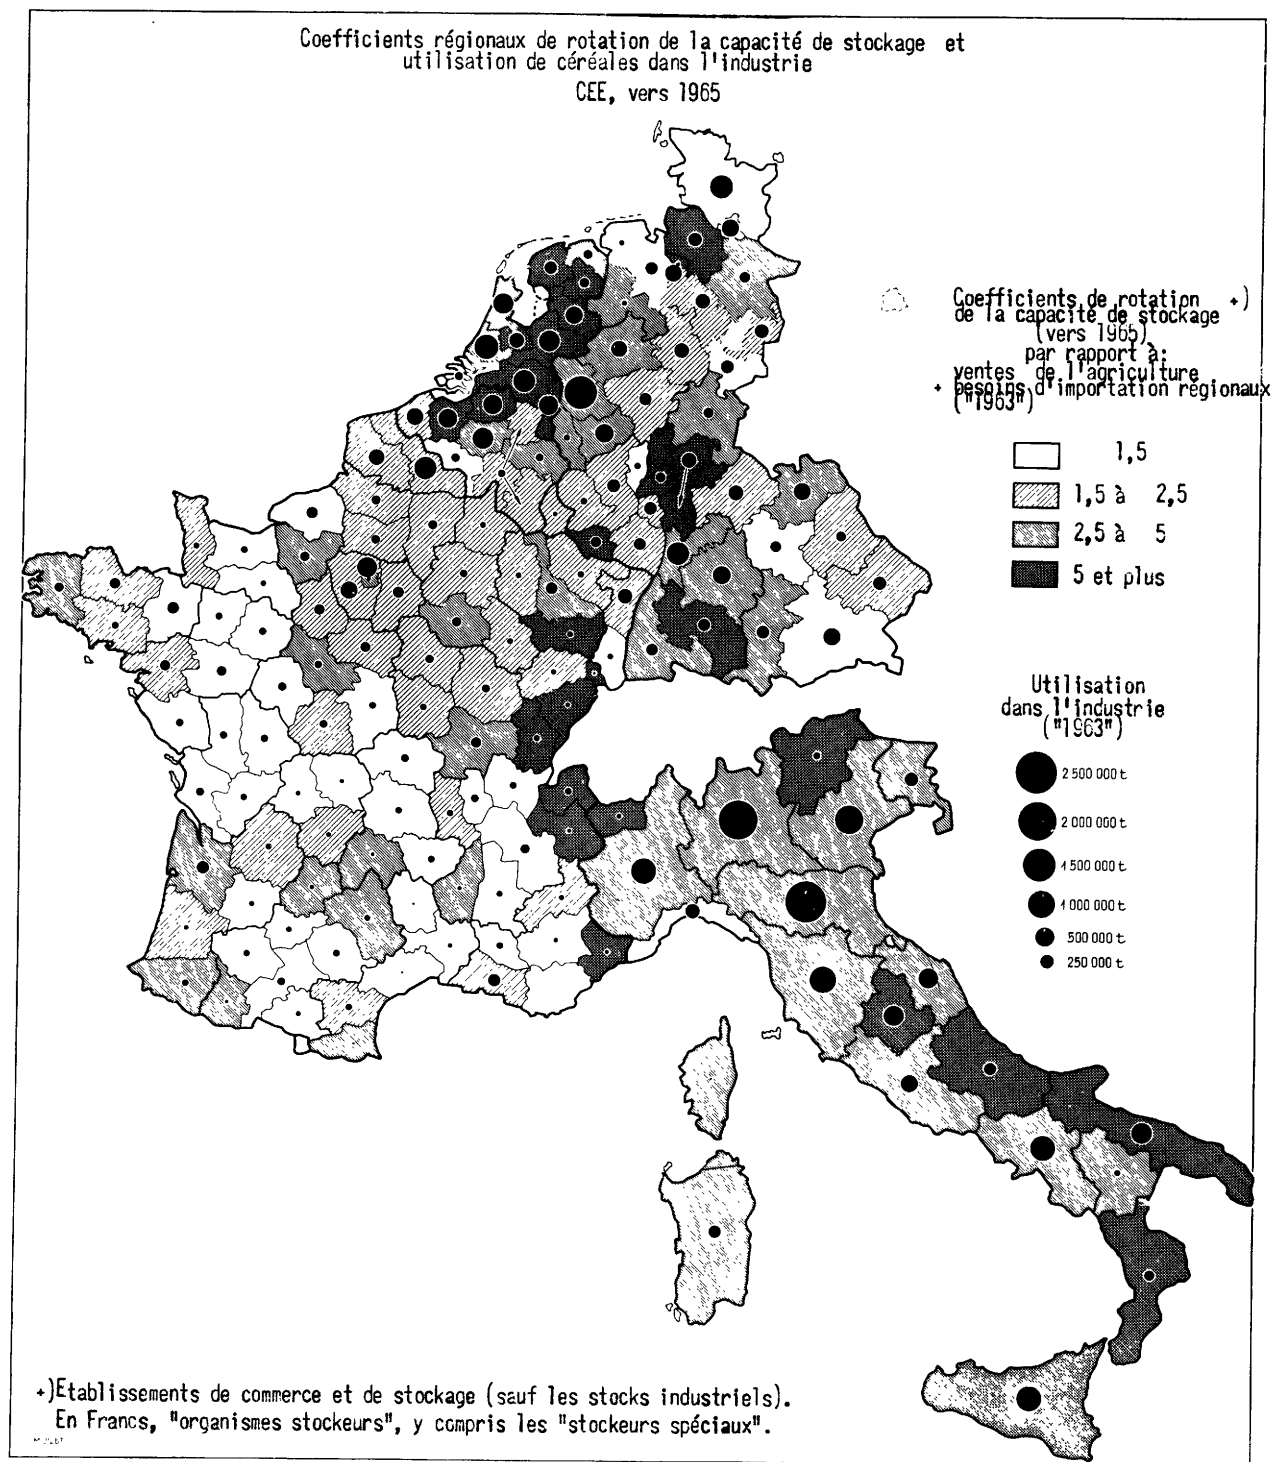 Coefficients régionaux de rotation de la capacité de stockage et
utilisation de céréales dans l'industrie
CEE, vers 1965
Coefficients de rotation +)
de la capacité de stockage
(vers 1965)
par rapport à:
ventes de l'agriculture
+ besoins d'importation régionaux
("1963")
1,5
1,5 à 2,5
2,5 à 5
5 et plus
Utilisation
dans l'industrie
("1963")
2 500 000 t
2 000 000 t
1 500 000 t
1 000 000 t
500 000 t
250 000 t
+)Etablissements de commerce et de stockage (sauf les stocks industriels).
En Francs, "organismes stockeurs", y compris les "stockeurs spéciaux".